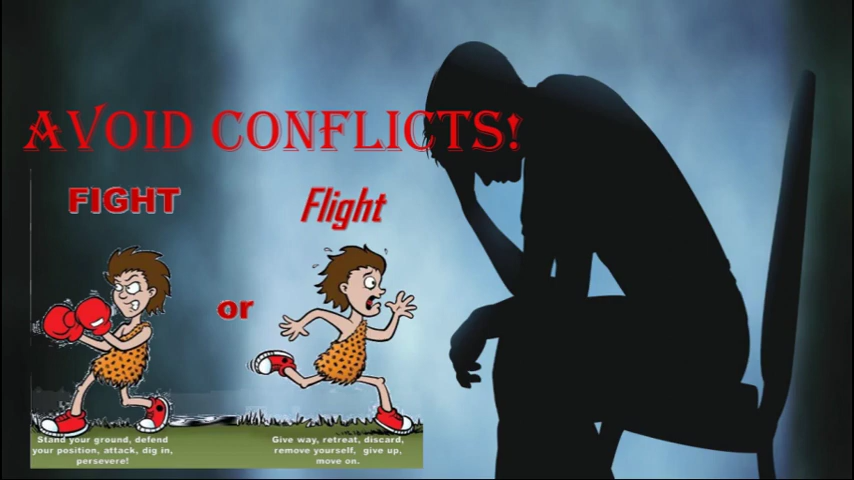 AVOID CONFLICTS!
FIGHT
Flight
or
Stand your ground, defend
your position, attack, dig in,
persevere!
Give way, retreat, discard,
remove yourself, give up,
move on.